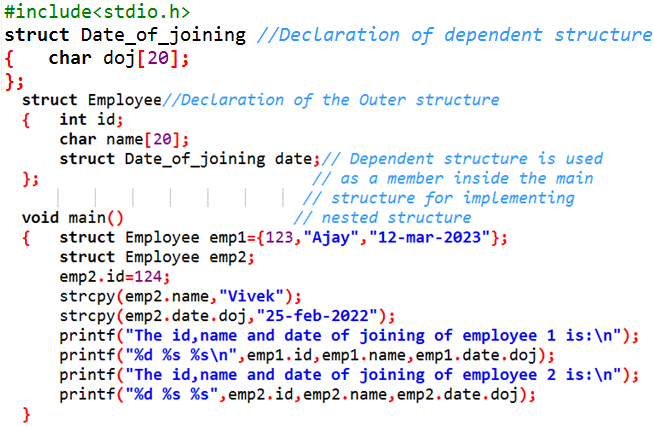 #include<stdio.h>
struct Date_of_joining //Declaration of dependent structure
{   char doj[20];
};
struct Employee//Declaration of the Outer structure
{   int id;
    char name[20];
    struct Date_of_joining date;// Dependent structure is used
};                              // as a member inside the main
                                // structure for implementing
void main()                     // nested structure
{   struct Employee emp1={123,"Ajay","12-mar-2023"};
    struct Employee emp2;
    emp2.id=124;
    strcpy(emp2.name,"Vivek");
    strcpy(emp2.date.doj,"25-feb-2022");
    printf("The id,name and date of joining of employee 1 is:\n");
    printf("%d %s %s\n",emp1.id,emp1.name,emp1.date.doj);
    printf("The id,name and date of joining of employee 2 is:\n");
    printf("%d %s %s",emp2.id,emp2.name,emp2.date.doj);
}